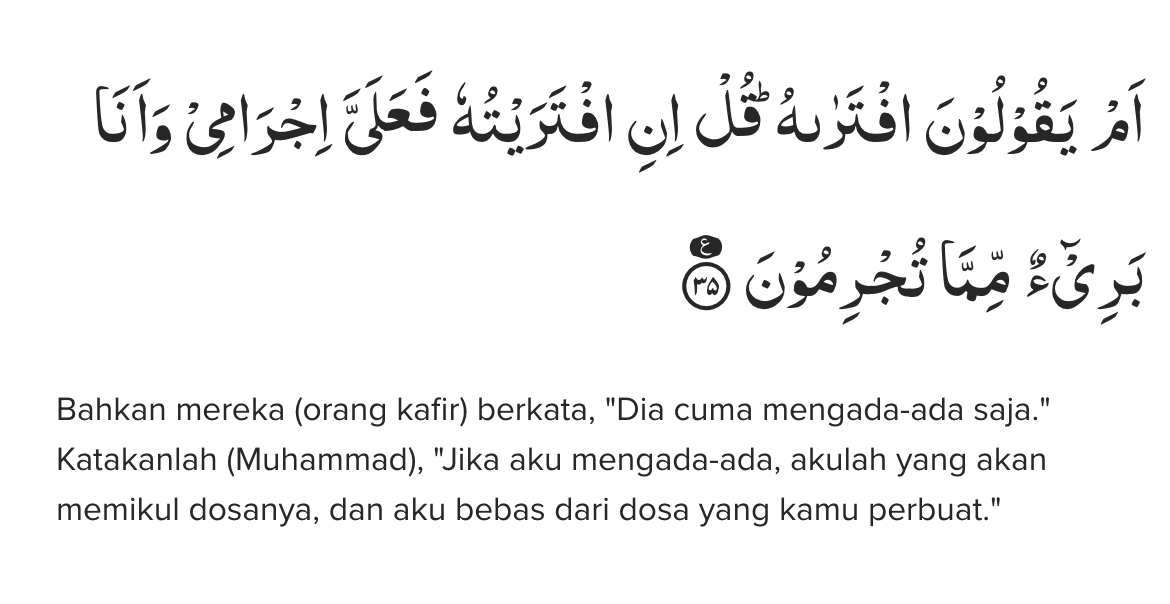 اَمْ يَقُوْلُوْنَ افْتَرٰىهُ ۗقُلْ اِنِ افْتَرَيْتُهٗ فَعَلَيَّ اِجْرَامِيْ وَاَنَا۠
بَرِيْۤءٌ مِّمَّا تُجْرِمُوْنَ ࣖ ۝٣٥
Bahkan mereka (orang kafir) berkata, "Dia cuma mengada-ada saja."
Katakanlah (Muhammad), "Jika aku mengada-ada, akulah yang akan
memikul dosanya, dan aku bebas dari dosa yang kamu perbuat."